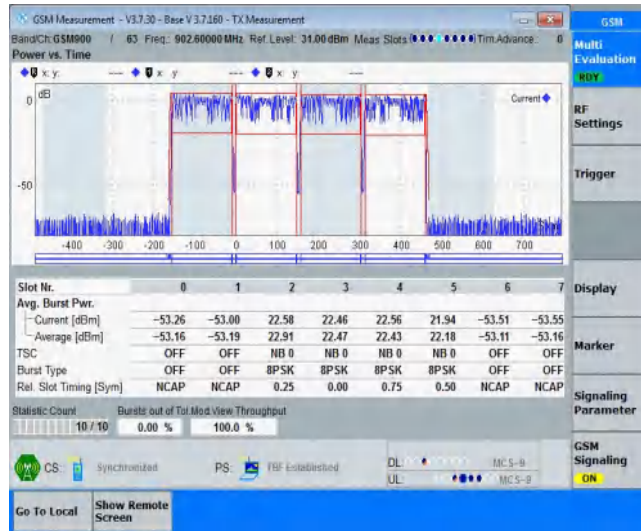 GSM Measurement - V3.7.30 - Base V 3.7.160 - TX Measurement
GSM
Band/Ch: GSM900 / 63 Freq.: 902.60000 MHz Ref. Level: 31.00 dBm Meas Slots Tim.Advance: 0
Power vs. Time
Multi Evaluation
RDY
x: y: --- x: y: --- x: y: ---
dB
Current
0
-50
-400 -300 -200 -100 0 100 200 300 400 500 600 700
RF Settings
Trigger
Slot Nr. 0 1 2 3 4 5 6 7
Avg. Burst Pwr.
Current [dBm] -53.26 -53.00 22.58 22.46 22.56 21.94 -53.51 -53.55
Average [dBm] -53.16 -53.19 22.91 22.47 22.43 22.18 -53.11 -53.16
TSC OFF OFF NB 0 NB 0 NB 0 NB 0 OFF OFF
Burst Type OFF OFF 8PSK 8PSK 8PSK 8PSK OFF OFF
Rel. Slot Timing [Sym] NCAP NCAP 0.25 0.00 0.75 0.50 NCAP NCAP
Display
Marker
Signaling Parameter
Statistic Count Bursts out of Tol. Mod.View Throughput
10 / 10 0.00 % 100.0 %
CS: Synchronized PS: TBF Established DL: MCS-9
UL: MCS-9
GSM Signaling
ON
Go To Local
Show Remote Screen